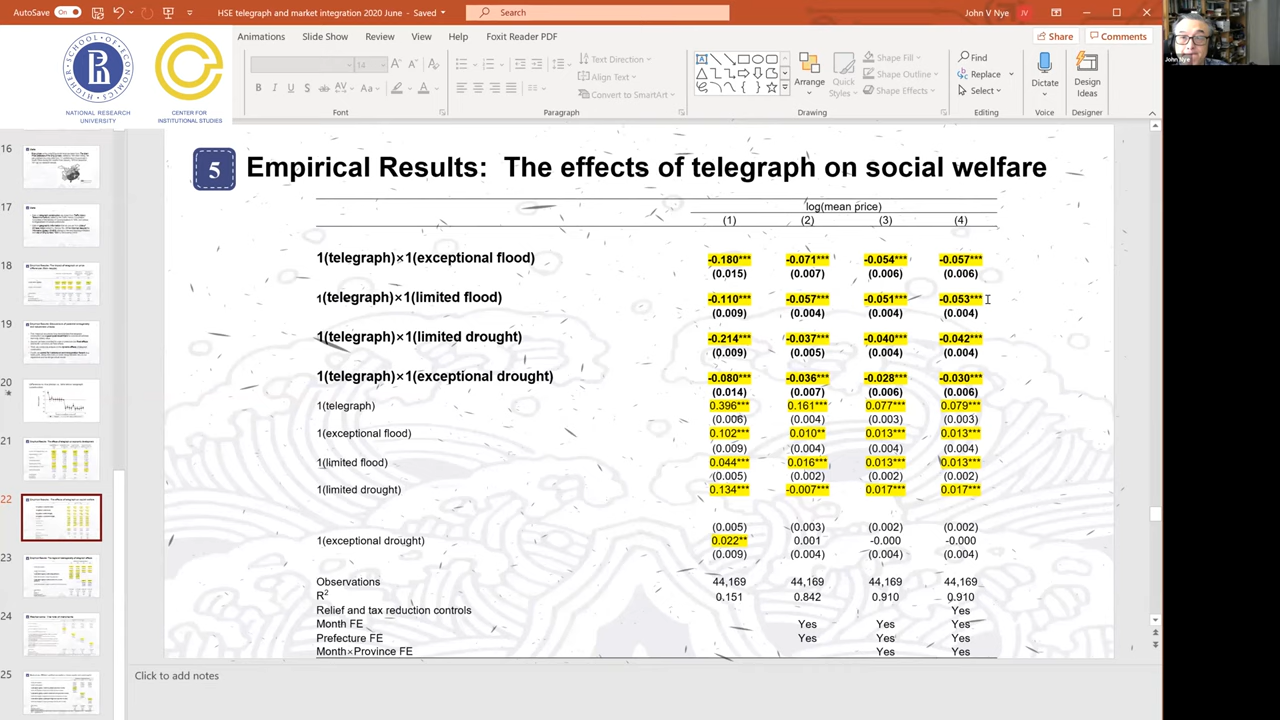 AutoSave On HSE telegraph and market integration 2020 June - Saved Search John V Nye JV
Animations Slide Show Review View Help Foxit Reader PDF Share Comments
14 Text Direction Shape Fill Find
Align Text Shape Outline Replace
Convert to SmartArt Arrange Quick Styles Shape Effects Select Dictate Design Ideas
Font Paragraph Drawing Editing Voice Designer
John Nye
HIGHER SCHOOL OF ECONOMICS
NATIONAL RESEARCH UNIVERSITY
CENTER FOR INSTITUTIONAL STUDIES
16
17
18
19
20
21
22
23
24
25
5 Empirical Results: The effects of telegraph on social welfare
log(mean price)
(1) (2) (3) (4)
1(telegraph)×1(exceptional flood) -0.180*** -0.071*** -0.054*** -0.057***
(0.015) (0.007) (0.006) (0.006)
1(telegraph)×1(limited flood) -0.110*** -0.057*** -0.051*** -0.053***
(0.009) (0.004) (0.004) (0.004)
1(telegraph)×1(limited drought) -0.214*** -0.037*** -0.040*** -0.042***
(0.009) (0.005) (0.004) (0.004)
1(telegraph)×1(exceptional drought) -0.080*** -0.036*** -0.028*** -0.030***
(0.014) (0.007) (0.006) (0.006)
1(telegraph) 0.396*** 0.161*** 0.077*** 0.079***
(0.006) (0.004) (0.003) (0.003)
1(exceptional flood) 0.102*** 0.010** 0.013*** 0.013***
(0.009) (0.004) (0.004) (0.004)
1(limited flood) 0.044*** 0.016*** 0.013*** 0.013***
(0.005) (0.002) (0.002) (0.002)
1(limited drought) 0.134*** -0.007*** 0.017*** 0.017***
(0.005) (0.003) (0.002) (0.002)
1(exceptional drought) 0.022** 0.001 -0.000 -0.000
(0.009) (0.004) (0.004) (0.004)
Observations 44,169 44,169 44,169 44,169
R2 0.151 0.842 0.910 0.910
Relief and tax reduction controls Yes
Month FE Yes Yes Yes
Prefecture FE Yes Yes Yes
Month×Province FE Yes Yes
Click to add notes